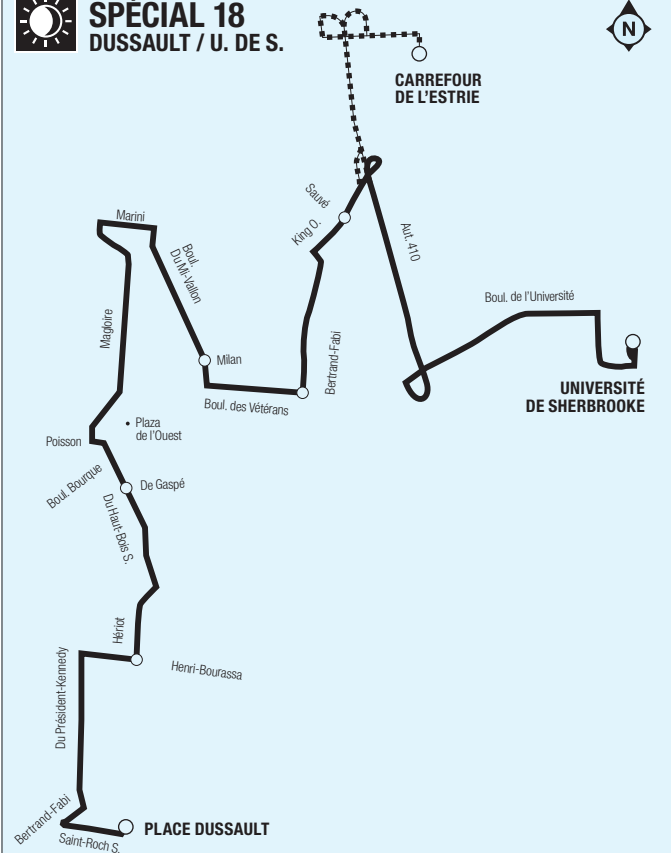 SPÉCIAL 18
DUSSAULT / U. DE S.
N
CARREFOUR
DE L'ESTRIE
Sauvé
King O.
Marini
Boul.
Du Mi-Vallon
Aut. 410
Magloire
Boul. de l'Université
Milan
Bertrand-Fabi
Boul. des Vétérans
UNIVERSITÉ
DE SHERBROOKE
Plaza
de l'Ouest
Poisson
Boul. Bourque
De Gaspé
Du Haut-Bois S.
Hériot
Henri-Bourassa
Du Président-Kennedy
Bertrand-Fabi
PLACE DUSSAULT
Saint-Roch S.